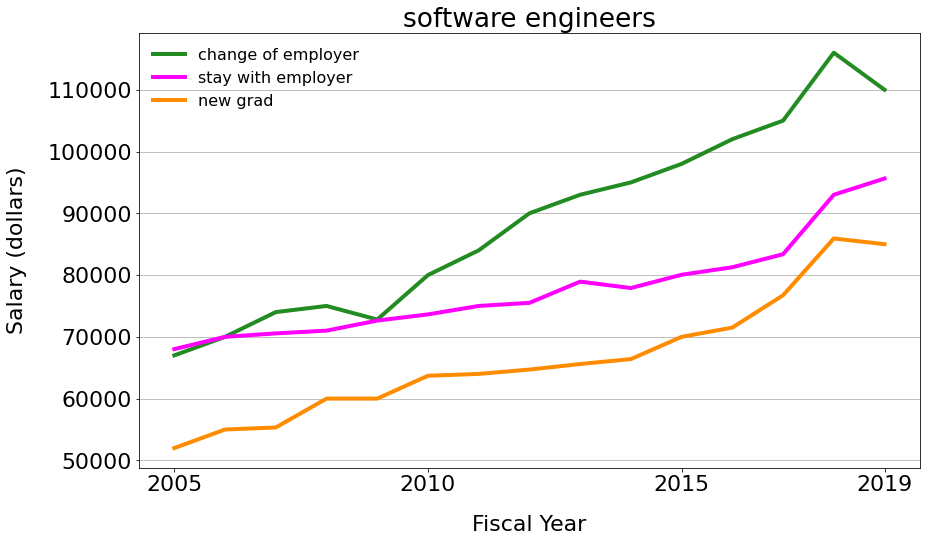 software engineers
change of employer
stay with employer
new grad
110000
100000
90000
80000
70000
60000
50000
Salary (dollars)
2005 2010 2015 2019
Fiscal Year